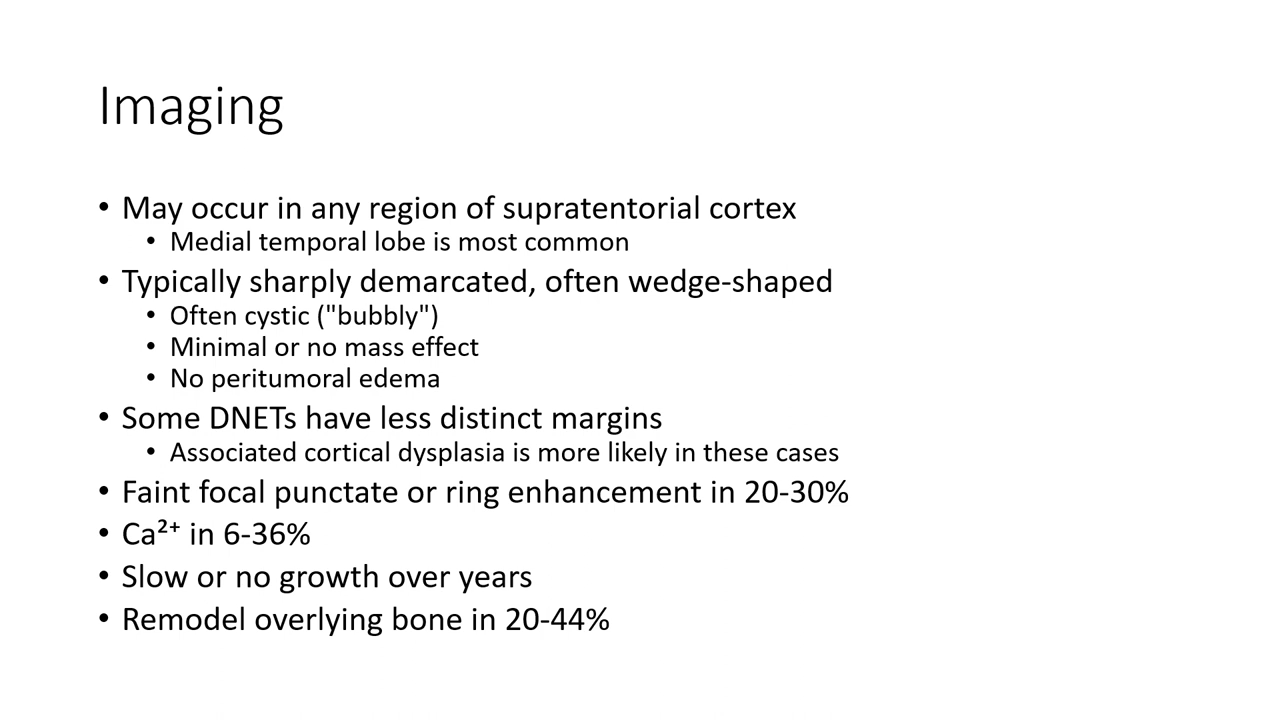 Imaging
• May occur in any region of supratentorial cortex
• Medial temporal lobe is most common
• Typically sharply demarcated, often wedge-shaped
• Often cystic ("bubbly")
• Minimal or no mass effect
• No peritumoral edema
• Some DNETs have less distinct margins
• Associated cortical dysplasia is more likely in these cases
• Faint focal punctate or ring enhancement in 20-30%
• Ca²⁺ in 6-36%
• Slow or no growth over years
• Remodel overlying bone in 20-44%